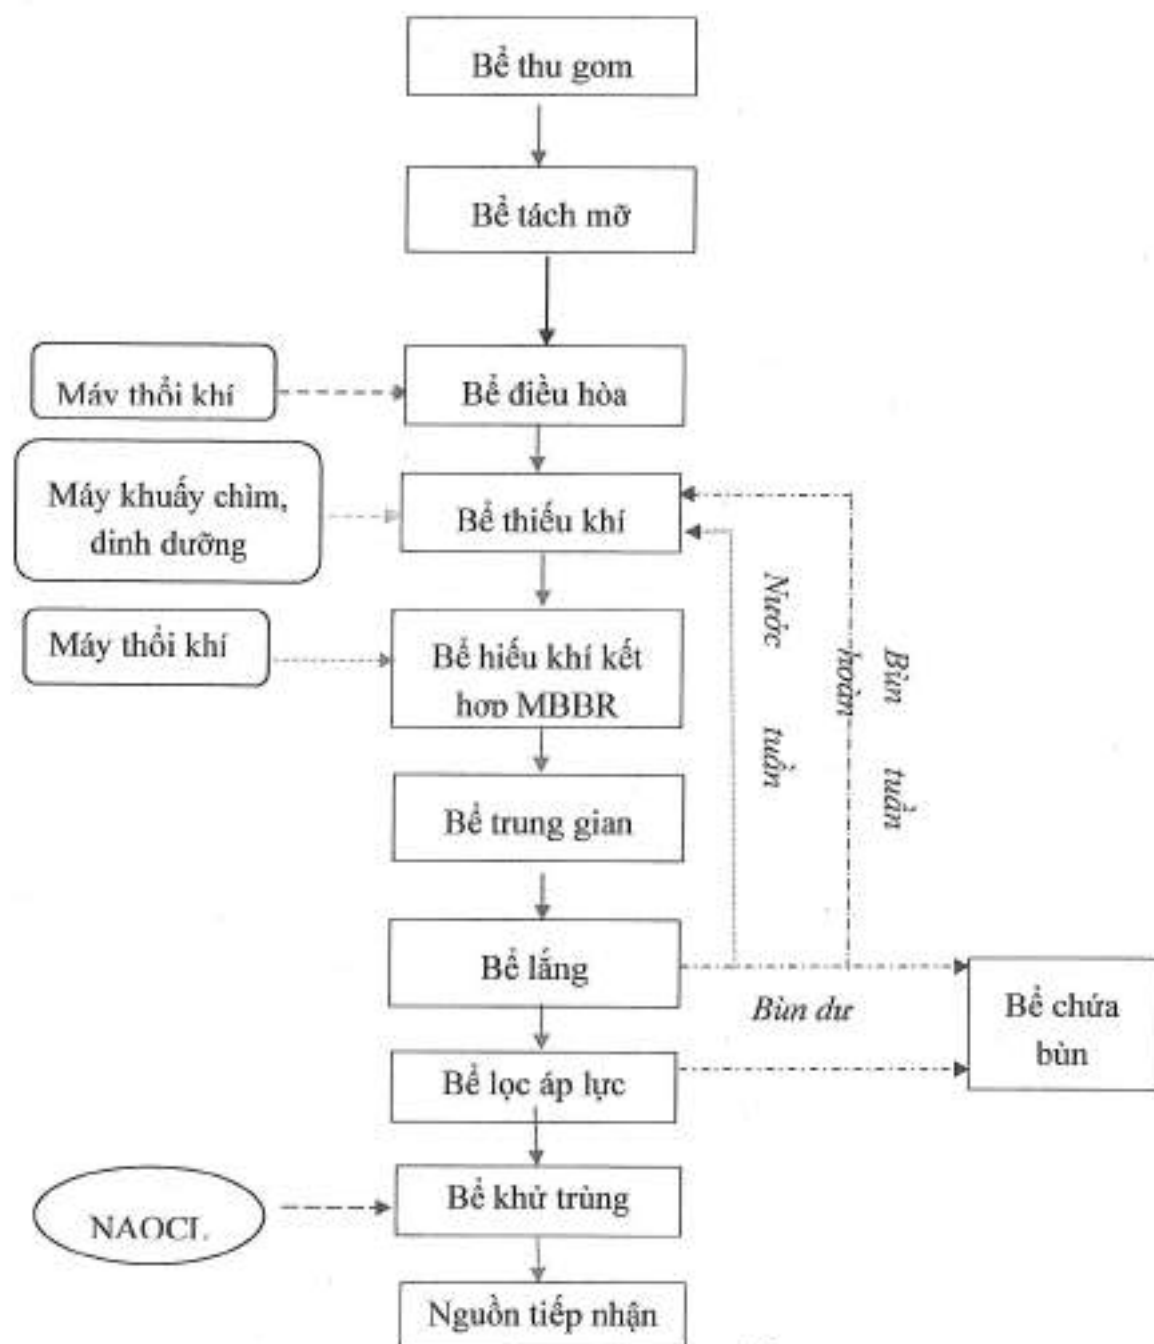 Bể thu gom
Bể tách mỡ
Máy thổi khí
Bể điều hòa
Máy khuấy chìm,
dinh dưỡng
Bể thiếu khí
Máy thổi khí
Bể hiếu khí kết
hợp MBBR
Nước tuần
hoàn
Bùn tuần
Bể trung gian
Bể lắng
Bùn dư
Bể chứa
bùn
Bể lọc áp lực
NAOCL
Bể khử trùng
Nguồn tiếp nhận